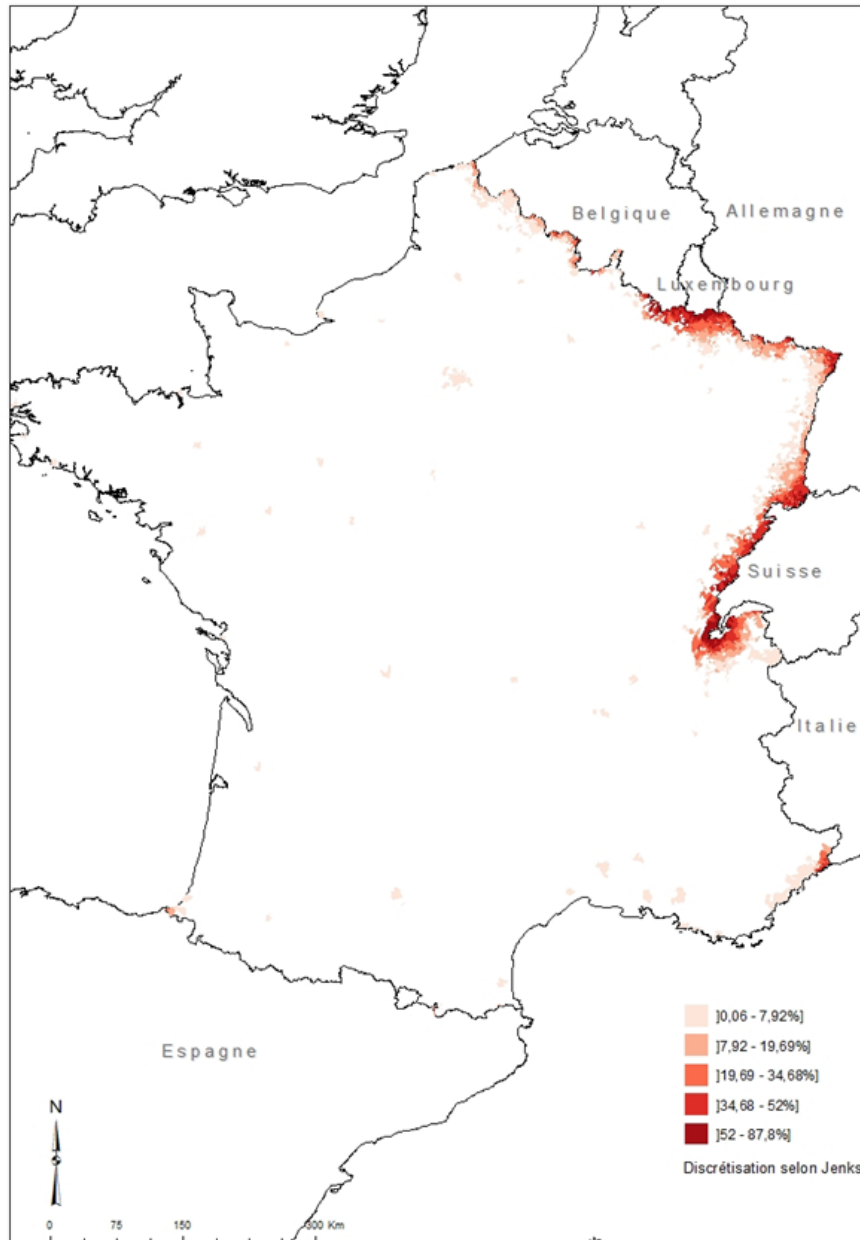 Belgique
Allemagne
Luxembourg
Suisse
Italie
Espagne
]0,06 - 7,92%]
]7,92 - 19,69%]
]19,69 - 34,68%]
]34,68 - 52%]
]52 - 87,8%]
Discrétisation selon Jenks
N
0 75 150 300 Km